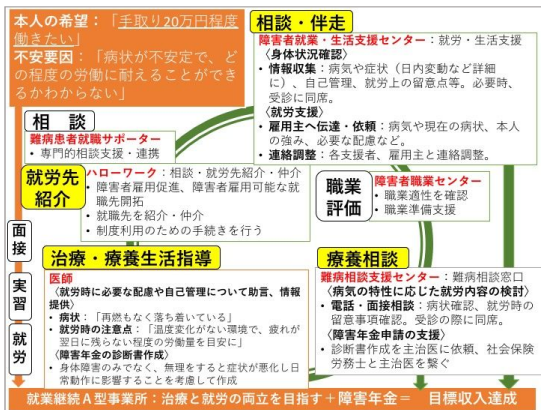 本人の希望：「手取り20万円程度
働きたい」
不安要因：「病状が不安定で、ど
の程度の労働に耐えることができ
るかわからない」
相談・伴走
障害者就業・生活支援センター：就労・生活支援
〈身体状況確認〉
• 情報収集：病気や症状（日内変動など詳細
に）、自己管理、就労上の留意点等。必要時、
受診に同席。
〈就労支援〉
• 雇用主へ伝達・依頼：病気や現在の病状、本人
の強み、必要な配慮など。
• 連絡調整：各支援者、雇用主と連絡調整。
相　談
難病患者就職サポーター
• 専門的相談支援・連携
就労先
紹介
ハローワーク：相談・就労先紹介・仲介
• 障害者雇用促進、障害者雇用可能な就
職先開拓
• 就職先を紹介・仲介
• 制度利用のための手続きを行う
職業
評価
障害者職業センター
• 職業適性を確認
• 職業準備支援
面接
実習
就労
治療・療養生活指導
医師
〈就労時に必要な配慮や自己管理について助言、情報
提供〉
• 病状：「再燃もなく落ち着いている」
• 就労時の注意点：「温度変化がない環境で、疲れが
翌日に残らない程度の労働量を目安に」
〈障害年金の診断書作成〉
• 身体障害のみでなく、無理をすると症状が悪化し日
常動作に影響することを考慮して作成
療養相談
難病相談支援センター：難病相談窓口
〈病気の特性に応じた就労内容の検討〉
• 電話・面接相談：病状確認、就労時の
留意事項確認。受診の際に同席。
〈障害年金申請の支援〉
• 診断書作成を主治医に依頼、社会保険
労務士と主治医を繋ぐ
就業継続Ａ型事業所：治療と就労の両立を目指す＋障害年金＝　目標収入達成